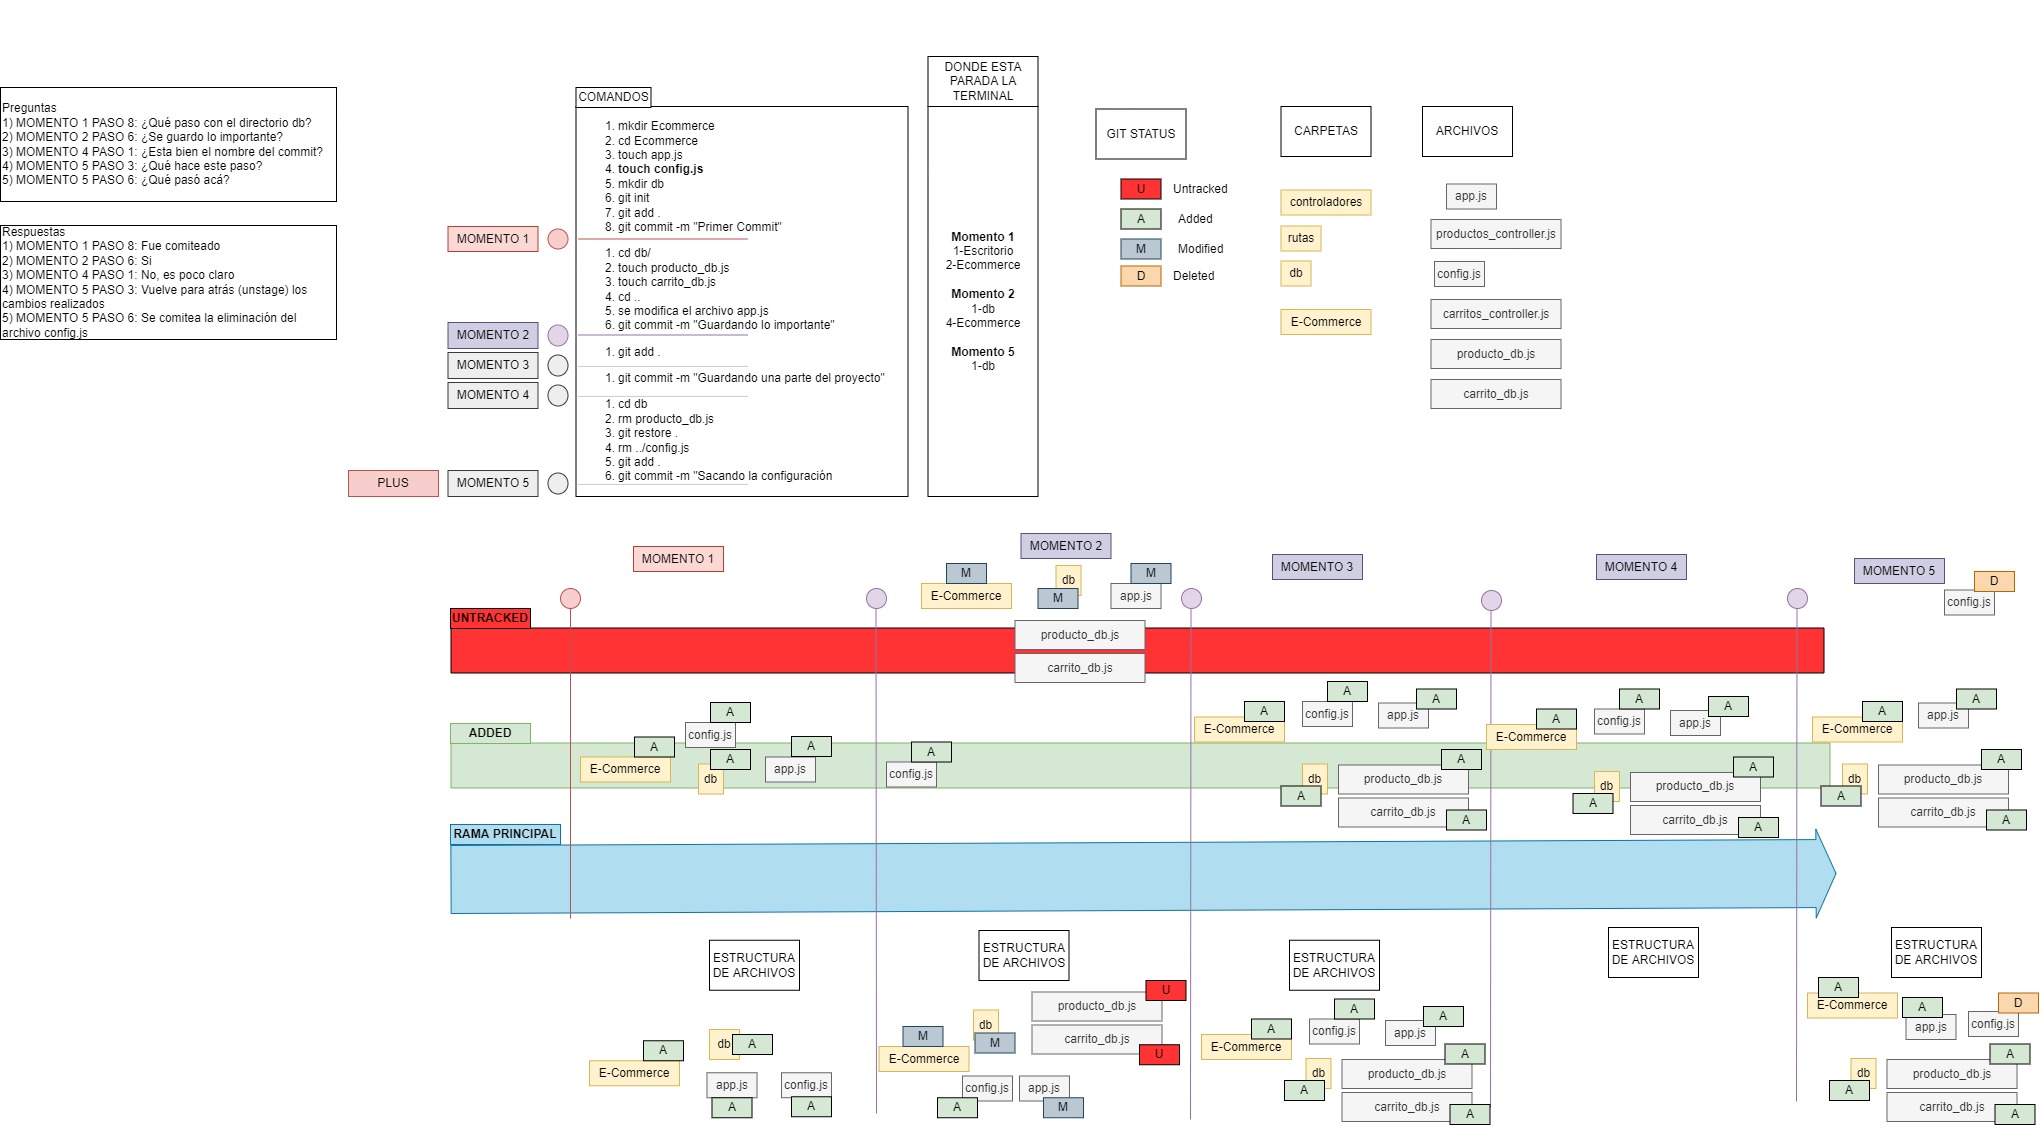 Preguntas
1) MOMENTO 1 PASO 8: ¿Qué paso con el directorio db?
2) MOMENTO 2 PASO 6: ¿Se guardo lo importante?
3) MOMENTO 4 PASO 1: ¿Esta bien el nombre del commit?
4) MOMENTO 5 PASO 3: ¿Qué hace este paso?
5) MOMENTO 5 PASO 6: ¿Qué pasó acá?
Respuestas
1) MOMENTO 1 PASO 8: Fue comiteado
2) MOMENTO 2 PASO 6: Si
3) MOMENTO 4 PASO 1: No, es poco claro
4) MOMENTO 5 PASO 3: Vuelve para atrás (unstage) los
cambios realizados
5) MOMENTO 5 PASO 6: Se comitea la eliminación del
archivo config.js
MOMENTO 1
MOMENTO 2
MOMENTO 3
MOMENTO 4
PLUS
MOMENTO 5
COMANDOS
1. mkdir Ecommerce
2. cd Ecommerce
3. touch app.js
4. touch config.js
5. mkdir db
6. git init
7. git add .
8. git commit -m "Primer Commit"
1. cd db/
2. touch producto_db.js
3. touch carrito_db.js
4. cd ..
5. se modifica el archivo app.js
6. git commit -m "Guardando lo importante"
1. git add .
1. git commit -m "Guardando una parte del proyecto"
1. cd db
2. rm producto_db.js
3. git restore .
4. rm ../config.js
5. git add .
6. git commit -m "Sacando la configuración
DONDE ESTA
PARADA LA
TERMINAL
Momento 1
1-Escritorio
2-Ecommerce
Momento 2
1-db
4-Ecommerce
Momento 5
1-db
GIT STATUS
U Untracked
A Added
M Modified
D Deleted
CARPETAS
controladores
rutas
db
E-Commerce
ARCHIVOS
app.js
productos_controller.js
config.js
carritos_controller.js
producto_db.js
carrito_db.js
MOMENTO 1
MOMENTO 2
MOMENTO 3
MOMENTO 4
MOMENTO 5
M
E-Commerce
db
M
M
app.js
D
config.js
UNTRACKED
producto_db.js
carrito_db.js
ADDED
A
config.js
A
E-Commerce
A
db
A
app.js
A
config.js
A
E-Commerce
A
config.js
A
app.js
db
A
A
producto_db.js
carrito_db.js
A
A
E-Commerce
A
config.js
A
app.js
db
A
A
producto_db.js
carrito_db.js
A
A
E-Commerce
A
app.js
db
A
A
producto_db.js
carrito_db.js
A
RAMA PRINCIPAL
ESTRUCTURA
DE ARCHIVOS
A
E-Commerce
db
A
app.js
A
config.js
A
ESTRUCTURA
DE ARCHIVOS
M
E-Commerce
db
M
U
producto_db.js
carrito_db.js
U
config.js
A
app.js
M
ESTRUCTURA
DE ARCHIVOS
A
E-Commerce
A
config.js
A
app.js
db
A
A
producto_db.js
carrito_db.js
A
ESTRUCTURA
DE ARCHIVOS
ESTRUCTURA
DE ARCHIVOS
A
E-Commerce
A
app.js
D
config.js
db
A
A
producto_db.js
carrito_db.js
A